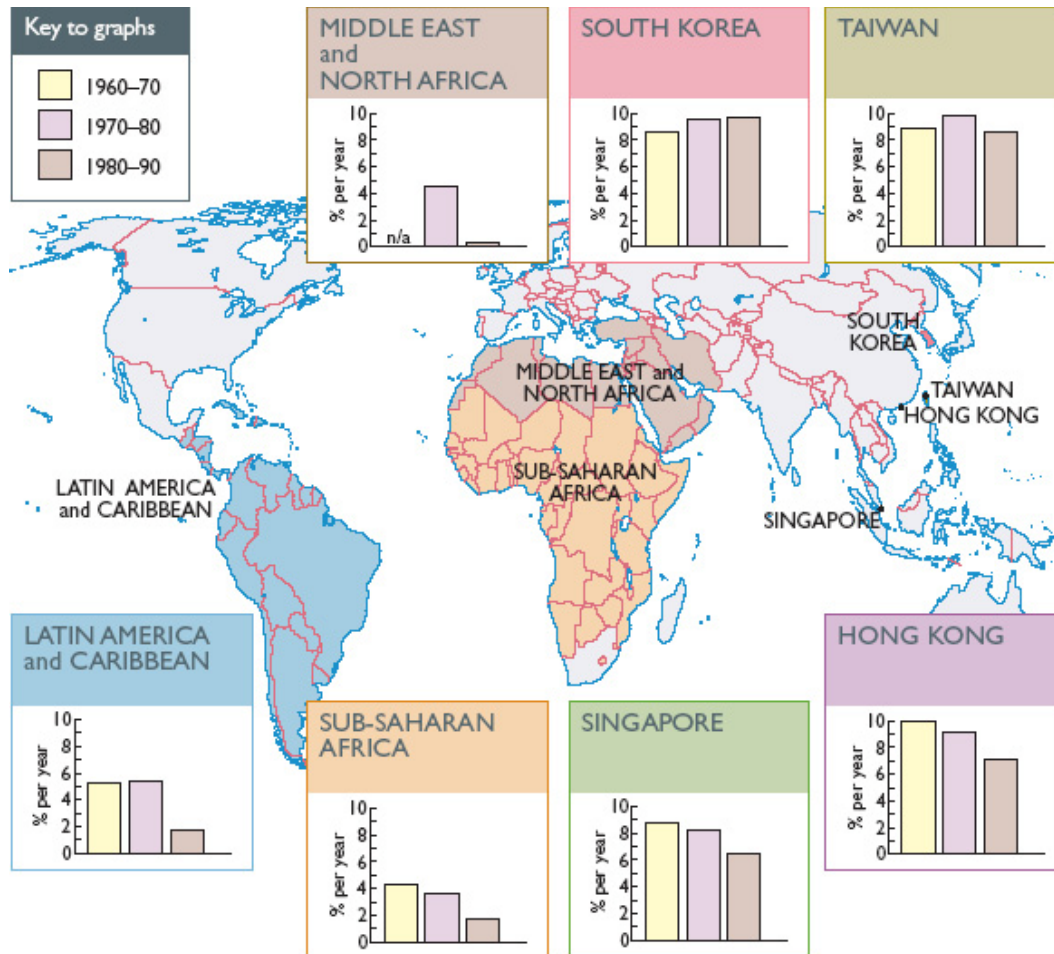 Key to graphs
1960–70
1970–80
1980–90
MIDDLE EAST
and
NORTH AFRICA
% per year
10
8
6
4
2
0
n/a
SOUTH KOREA
% per year
10
8
6
4
2
0
TAIWAN
% per year
10
8
6
4
2
0
SOUTH
KOREA
MIDDLE EAST and
NORTH AFRICA
TAIWAN
HONG KONG
SUB-SAHARAN
AFRICA
LATIN AMERICA
and CARIBBEAN
SINGAPORE
LATIN AMERICA
and CARIBBEAN
% per year
10
8
6
4
2
0
SUB-SAHARAN
AFRICA
% per year
10
8
6
4
2
0
SINGAPORE
% per year
10
8
6
4
2
0
HONG KONG
% per year
10
8
6
4
2
0